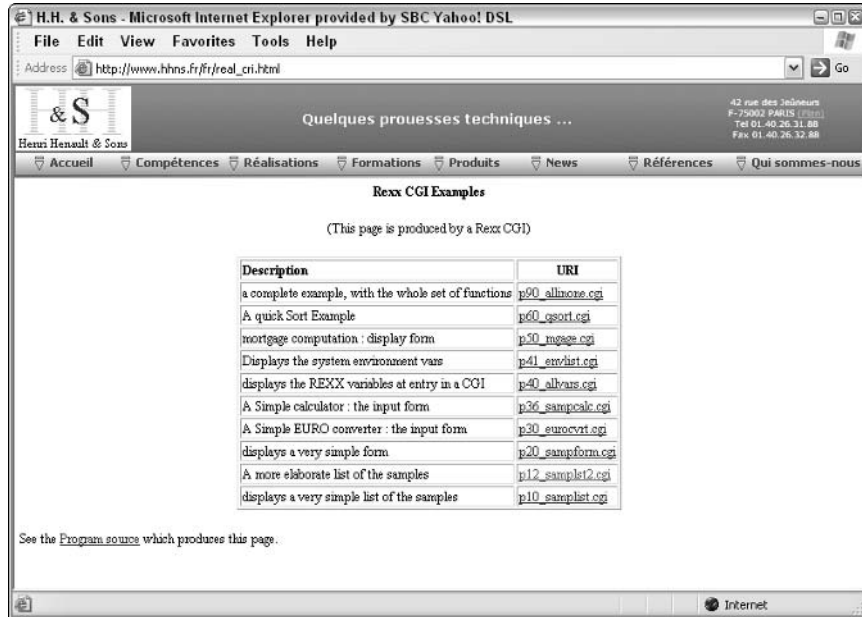 H.H. & Sons - Microsoft Internet Explorer provided by SBC Yahoo! DSL
File Edit View Favorites Tools Help
Address http://www.hhns.fr/fr/real_cri.html Go
H & S
Henri Henault & Sons
Quelques prouesses techniques ...
42 rue des Jeûneurs
F-75002 PARIS (Plan)
Tel 01.40.26.31.88
Fax 01.40.26.32.88
Accueil Compétences Réalisations Formations Produits News Références Qui sommes-nous
Rexx CGI Examples
(This page is produced by a Rexx CGI)
Description URI
a complete example, with the whole set of functions p90_allinone.cgi
A quick Sort Example p60_qsort.cgi
mortgage computation : display form p50_mgage.cgi
Displays the system environment vars p41_envlist.cgi
displays the REXX variables at entry in a CGI p40_allvars.cgi
A Simple calculator : the input form p36_sampcalc.cgi
A Simple EURO converter : the input form p30_eurocvrt.cgi
displays a very simple form p20_sampform.cgi
A more elaborate list of the samples p12_samplst2.cgi
displays a very simple list of the samples p10_samplist.cgi
See the Program source which produces this page.
Internet